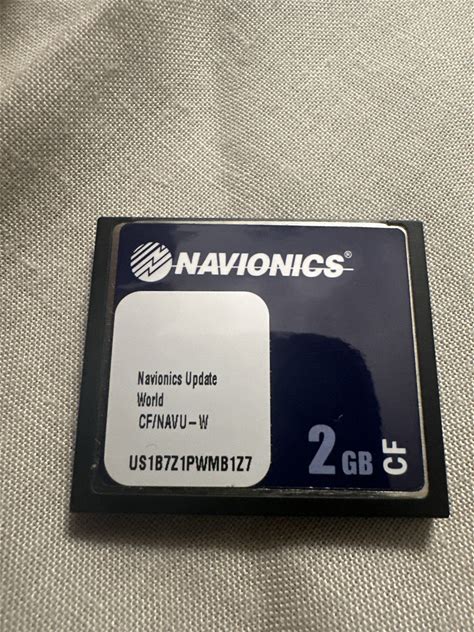 NAVIONICS®
Navionics Update
World
CF/NAVU-W
US1B7Z1PWMB1Z7
2 GB
CF